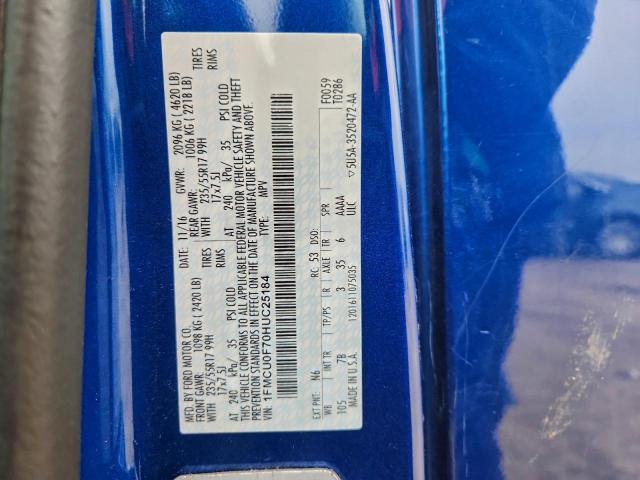 MFD. BY FORD MOTOR CO. DATE: 11/16 GVWR: 2096 KG ( 4620 LB)
FRONT GAWR: 1098 KG ( 2420 LB) REAR GAWR: 1006 KG ( 2218 LB)
WITH 235/55R17 99H TIRES WITH 235/55R17 99H TIRES
17x7.5J RIMS 17x7.5J RIMS
AT 240 kPa/ 35 PSI COLD AT 240 kPa/ 35 PSI COLD
THIS VEHICLE CONFORMS TO ALL APPLICABLE FEDERAL MOTOR VEHICLE SAFETY AND THEFT
PREVENTION STANDARDS IN EFFECT ON THE DATE OF MANUFACTURE SHOWN ABOVE.
VIN: 1FMCU0F70HUC25184 TYPE: MPV
F0059
T0286
EXT PNT: N6 RC: 53 DSO:
WB INT TR TP/PS R AXLE TR SPR
105 7B 3 35 6 AAAA
ULC
▽5U5A-3520472-AA
MADE IN U.S.A. 1201611075035